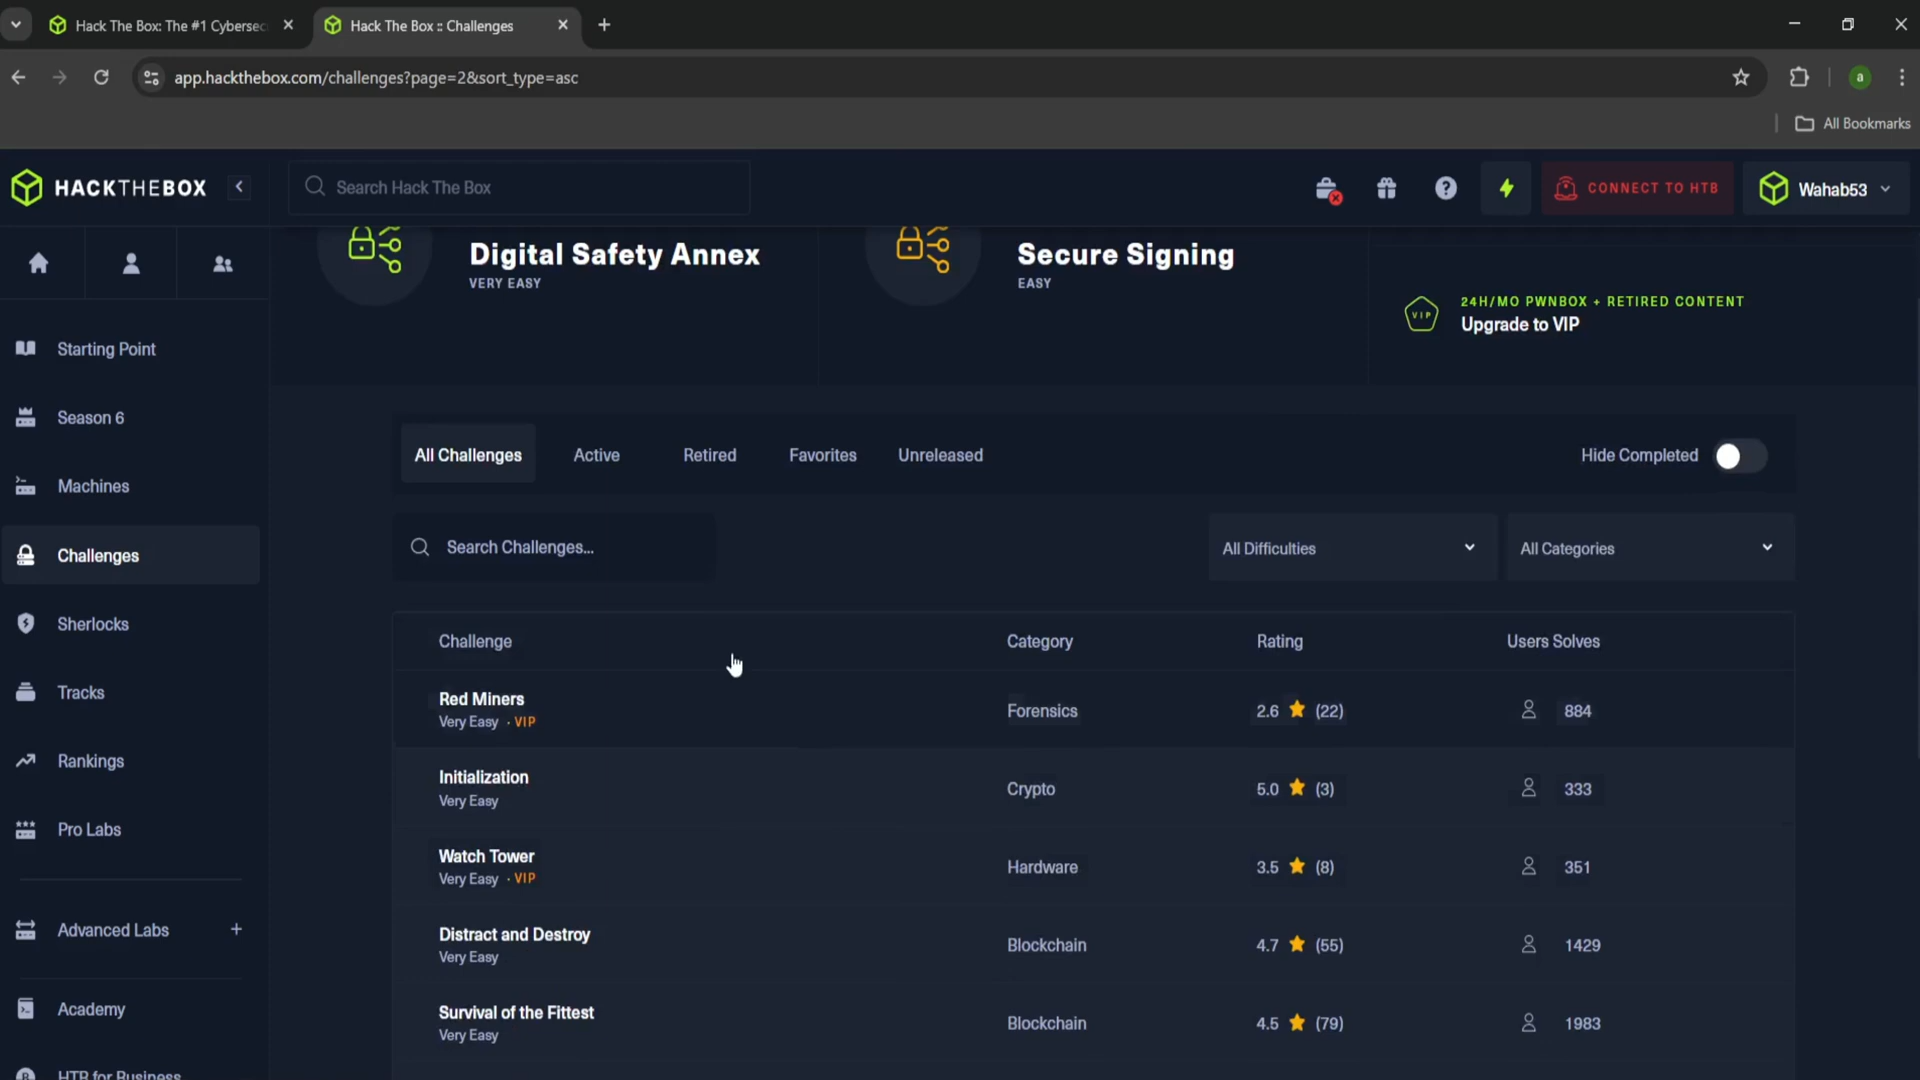 Hack The Box: The #1 Cybersec
Hack The Box :: Challenges
app.hackthebox.com/challenges?page=2&sort_type=asc
a
All Bookmarks
HACKTHEBOX
Search Hack The Box
CONNECT TO HTB
Wahab53
Digital Safety Annex
VERY EASY
Secure Signing
EASY
VIP
24H/MO PWNBOX + RETIRED CONTENT
Upgrade to VIP
Starting Point
Season 6
Machines
Challenges
Sherlocks
Tracks
Rankings
Pro Labs
Advanced Labs +
Academy
HTB for Business
All Challenges Active Retired Favorites Unreleased Hide Completed
Search Challenges... All Difficulties All Categories
Challenge Category Rating Users Solves
Red Miners
Very Easy · VIP
Forensics 2.6 (22) 884
Initialization
Very Easy
Crypto 5.0 (3) 333
Watch Tower
Very Easy · VIP
Hardware 3.5 (8) 351
Distract and Destroy
Very Easy
Blockchain 4.7 (55) 1429
Survival of the Fittest
Very Easy
Blockchain 4.5 (79) 1983